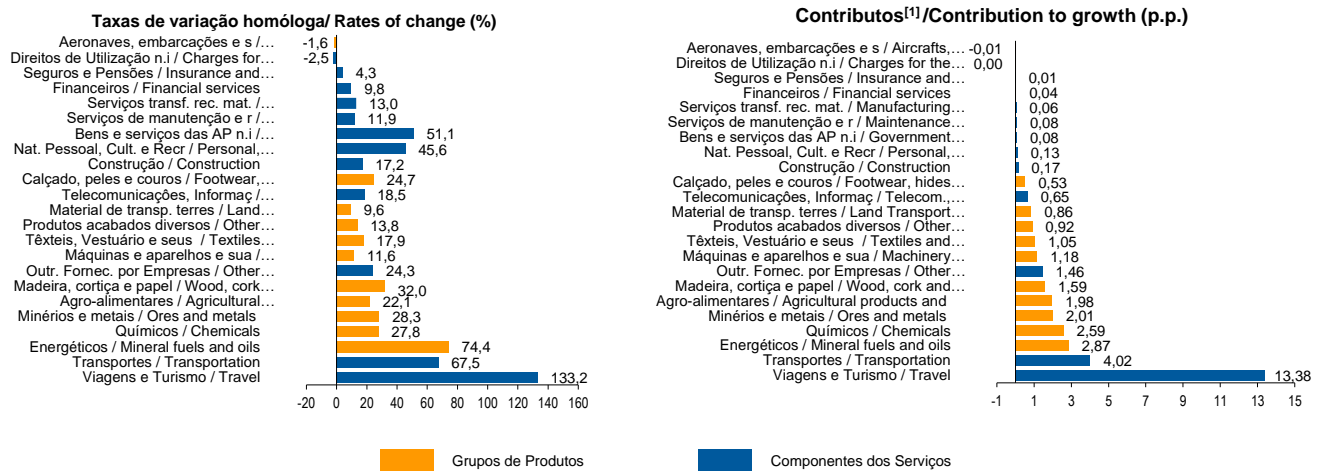 Taxas de variação homóloga/ Rates of change (%)
Aeronaves, embarcações e s /… -1,6
Direitos de Utilização n.i / Charges for… -2,5
Seguros e Pensões / Insurance and… 4,3
Financeiros / Financial services 9,8
Serviços transf. rec. mat. /… 13,0
Serviços de manutenção e r /… 11,9
Bens e serviços das AP n.i /… 51,1
Nat. Pessoal, Cult. e Recr / Personal,… 45,6
Construção / Construction 17,2
Calçado, peles e couros / Footwear,… 24,7
Telecomunicações, Informaç /… 18,5
Material de transp. terres / Land… 9,6
Produtos acabados diversos / Other… 13,8
Têxteis, Vestuário e seus / Textiles… 17,9
Máquinas e aparelhos e sua /… 11,6
Outr. Fornec. por Empresas / Other… 24,3
Madeira, cortiça e papel / Wood, cork… 32,0
Agro-alimentares / Agricultural… 22,1
Minérios e metais / Ores and metals 28,3
Químicos / Chemicals 27,8
Energéticos / Mineral fuels and oils 74,4
Transportes / Transportation 67,5
Viagens e Turismo / Travel 133,2
-20 0 20 40 60 80 100 120 140 160
Contributos[1] /Contribution to growth (p.p.)
Aeronaves, embarcações e s / Aircrafts,… -0,01
Direitos de Utilização n.i / Charges for the… 0,00
Seguros e Pensões / Insurance and… 0,01
Financeiros / Financial services 0,04
Serviços transf. rec. mat. / Manufacturing… 0,06
Serviços de manutenção e r / Maintenance… 0,08
Bens e serviços das AP n.i / Government… 0,08
Nat. Pessoal, Cult. e Recr / Personal,… 0,13
Construção / Construction 0,17
Calçado, peles e couros / Footwear, hides… 0,53
Telecomunicações, Informaç / Telecom.,… 0,65
Material de transp. terres / Land Transport… 0,86
Produtos acabados diversos / Other… 0,92
Têxteis, Vestuário e seus / Textiles and… 1,05
Máquinas e aparelhos e sua / Machinery… 1,18
Outr. Fornec. por Empresas / Other… 1,46
Madeira, cortiça e papel / Wood, cork and… 1,59
Agro-alimentares / Agricultural products and 1,98
Minérios e metais / Ores and metals 2,01
Químicos / Chemicals 2,59
Energéticos / Mineral fuels and oils 2,87
Transportes / Transportation 4,02
Viagens e Turismo / Travel 13,38
-1 1 3 5 7 9 11 13 15
Grupos de Produtos
Componentes dos Serviços